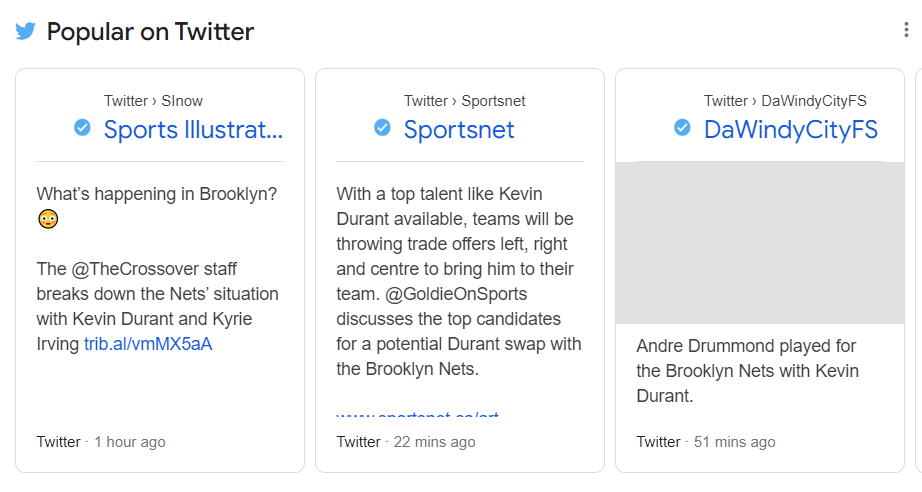 Popular on Twitter
Twitter › SInow
Sports Illustrat...
What's happening in Brooklyn?
😳
The @TheCrossover staff
breaks down the Nets' situation
with Kevin Durant and Kyrie
Irving trib.al/vmMX5aA
Twitter · 1 hour ago
Twitter › Sportsnet
Sportsnet
With a top talent like Kevin
Durant available, teams will be
throwing trade offers left, right
and centre to bring him to their
team. @GoldieOnSports
discusses the top candidates
for a potential Durant swap with
the Brooklyn Nets.
Twitter · 22 mins ago
Twitter › DaWindyCityFS
DaWindyCityFS
Andre Drummond played for
the Brooklyn Nets with Kevin
Durant.
Twitter · 51 mins ago